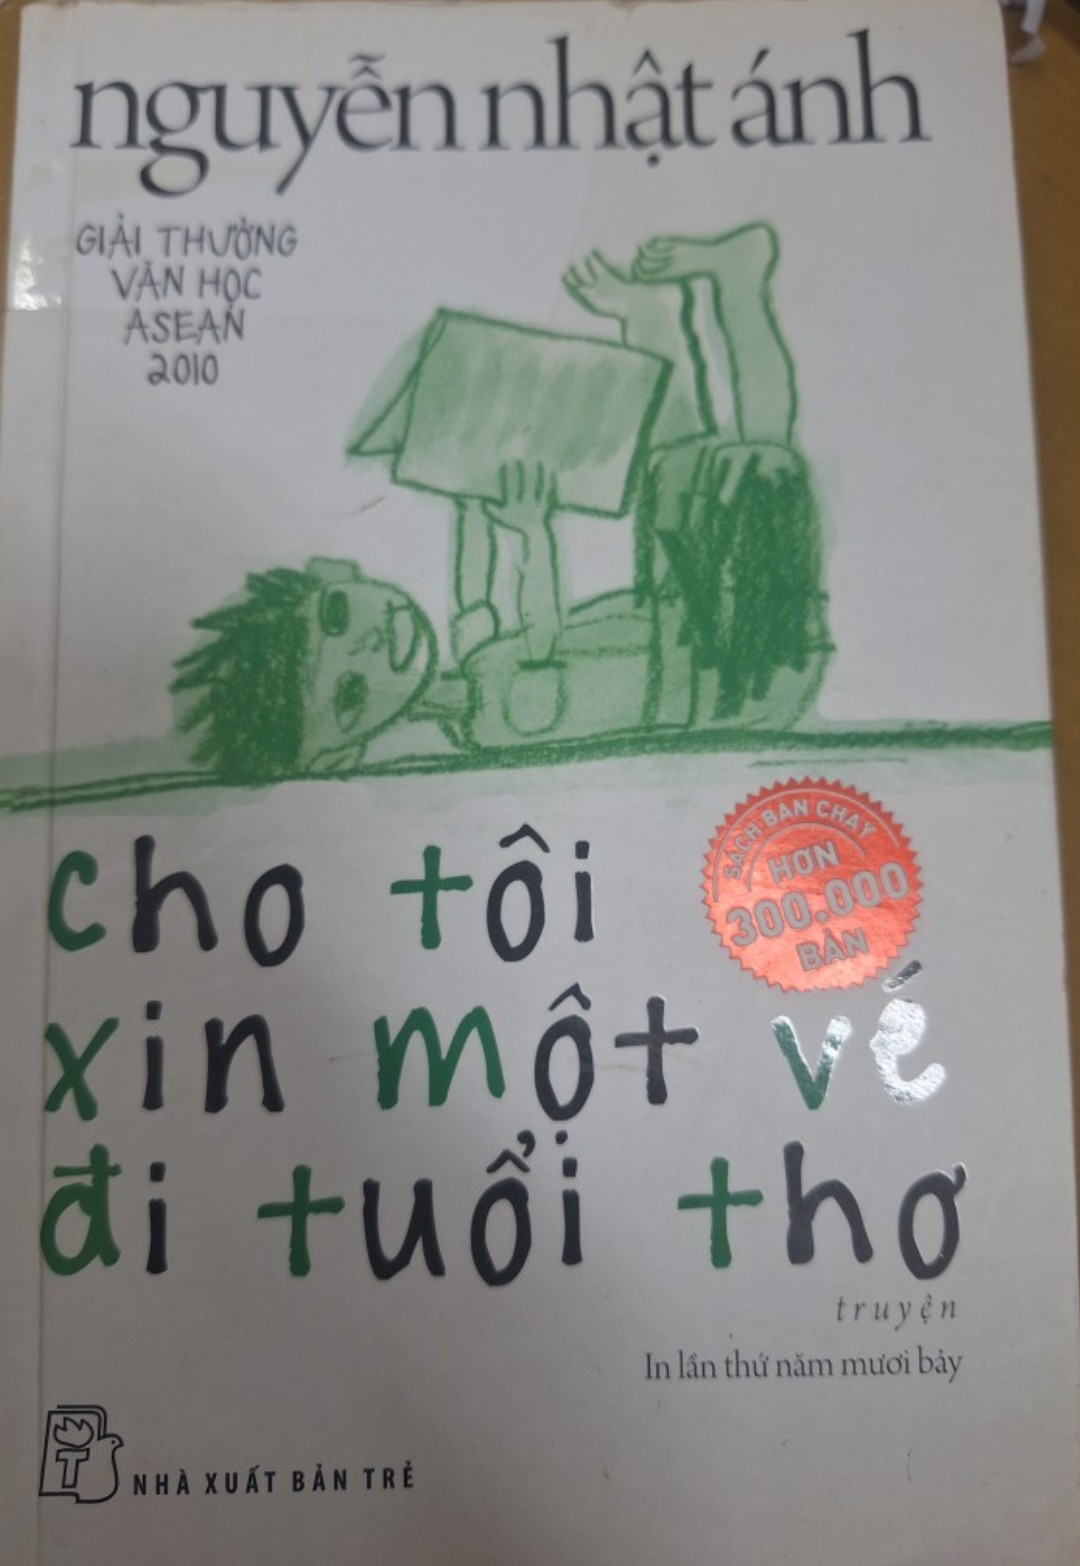 nguyễn nhật ánh
GIẢI THƯỞNG
VĂN HỌC
ASEAN
2010
SÁCH BÁN CHẠY
HƠN
300.000
BẢN
cho tôi
xin một vé
đi tuổi thơ
truyện
In lần thứ năm mươi bảy
T
NHÀ XUẤT BẢN TRẺ